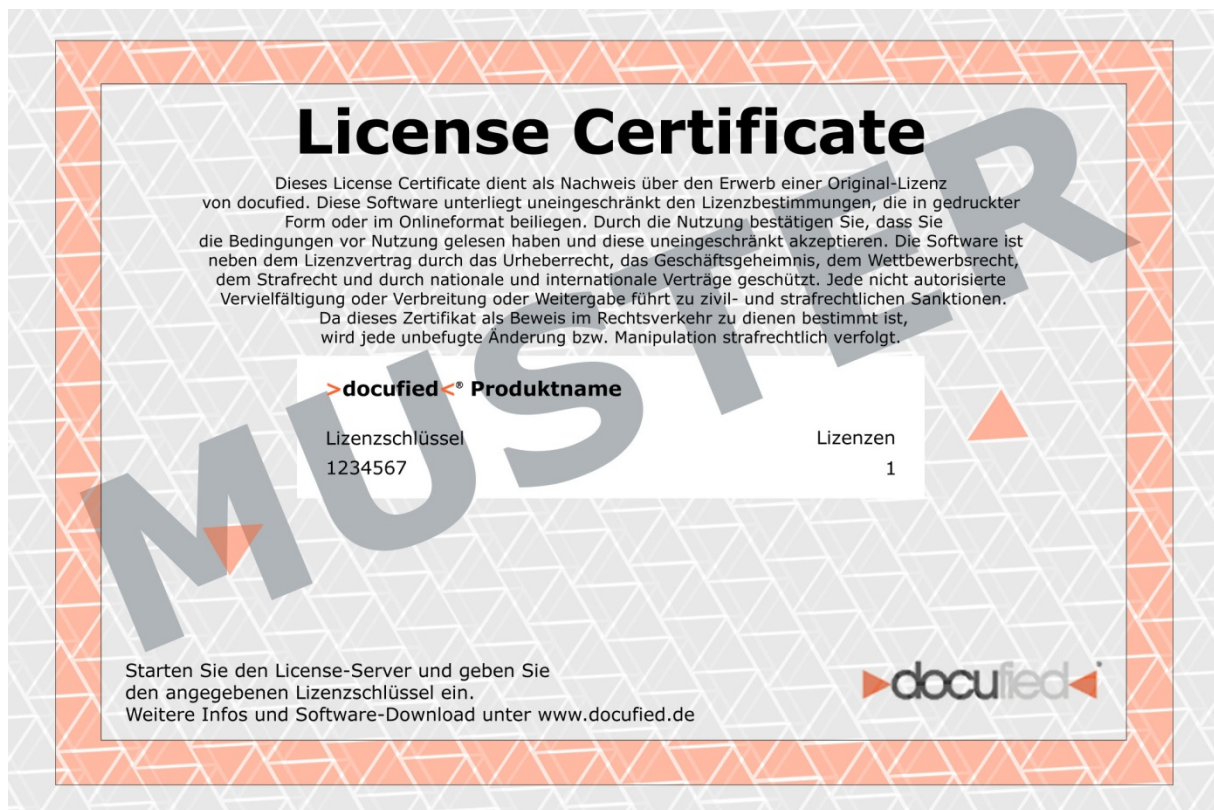 License Certificate
Dieses License Certificate dient als Nachweis über den Erwerb einer Original-Lizenz
von docufied. Diese Software unterliegt uneingeschränkt den Lizenzbestimmungen, die in gedruckter
Form oder im Onlineformat beiliegen. Durch die Nutzung bestätigen Sie, dass Sie
die Bedingungen vor Nutzung gelesen haben und diese uneingeschränkt akzeptieren. Die Software ist
neben dem Lizenzvertrag durch das Urheberrecht, das Geschäftsgeheimnis, dem Wettbewerbsrecht,
dem Strafrecht und durch nationale und internationale Verträge geschützt. Jede nicht autorisierte
Vervielfältigung oder Verbreitung oder Weitergabe führt zu zivil- und strafrechtlichen Sanktionen.
Da dieses Zertifikat als Beweis im Rechtsverkehr zu dienen bestimmt ist,
wird jede unbefugte Änderung bzw. Manipulation strafrechtlich verfolgt.
MUSTER
>docufied<® Produktname
Lizenzschlüssel Lizenzen
1234567 1
Starten Sie den License-Server und geben Sie
den angegebenen Lizenzschlüssel ein.
Weitere Infos und Software-Download unter www.docufied.de
docufied